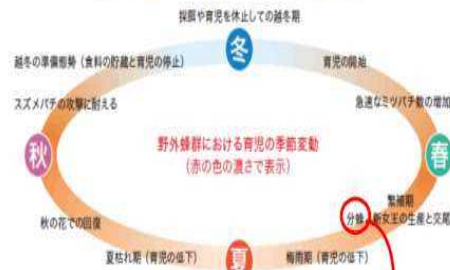 採餌や育児を休止しての越冬期
冬
越冬の準備態勢（食料の貯蔵と育児の停止）
育児の開始
スズメバチの攻撃に耐える
急速なミツバチ数の増加
野外蜂群における育児の季節変動
（赤の色の濃さで表示）
秋
春
繁殖期
分蜂、新女王の生産と交尾
秋の花での回復
夏枯れ期（育児の低下）
夏
梅雨期（育児の低下）